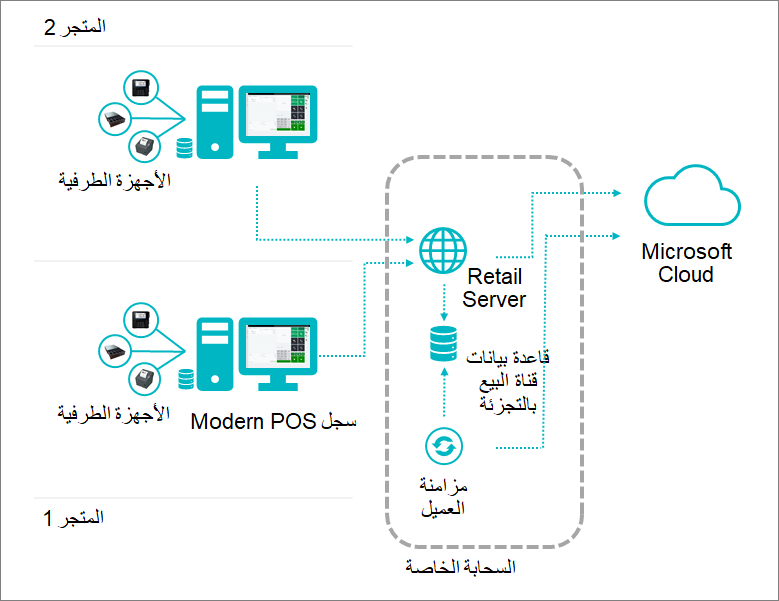 المتجر 2
الأجهزة الطرفية
Microsoft
Cloud
Retail
Server
قاعدة بيانات
قناة البيع
بالتجزئة
الأجهزة الطرفية
سجل Modern POS
مزامنة
العميل
المتجر 1
السحابة الخاصة